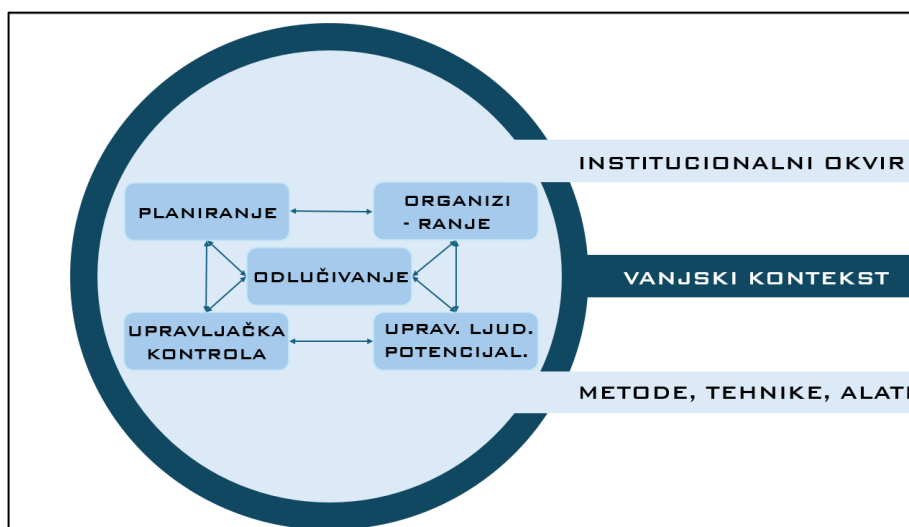 INSTITUCIONALNI OKVIR
PLANIRANJE
ORGANIZI
- RANJE
ODLUČIVANJE
VANJSKI KONTEKST
UPRAVLJAČKA
KONTROLA
UPRAV. LJUD.
POTENCIJAL.
METODE, TEHNIKE, ALATI